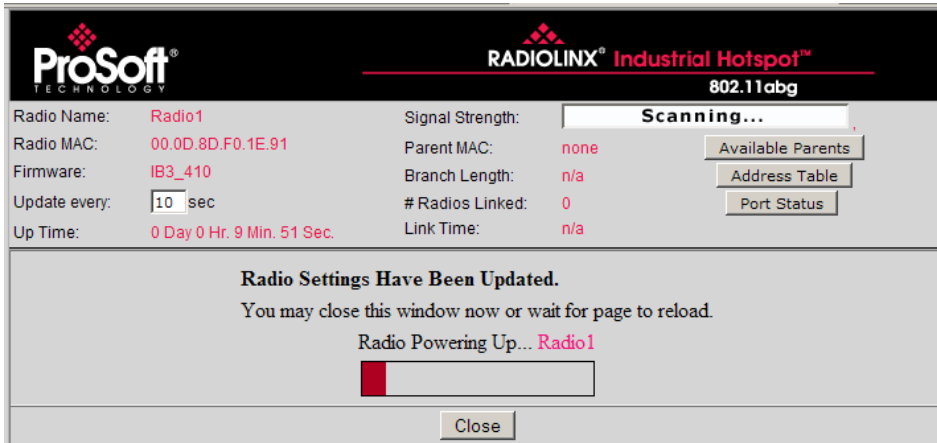 ProSoft®
TECHNOLOGY
RADIOLINX® Industrial Hotspot™
802.11abg
Radio Name: Radio1
Radio MAC: 00.0D.8D.F0.1E.91
Firmware: IB3_410
Update every: 10 sec
Up Time: 0 Day 0 Hr. 9 Min. 51 Sec.
Signal Strength: Scanning... ,
Parent MAC: none Available Parents
Branch Length: n/a Address Table
# Radios Linked: 0 Port Status
Link Time: n/a
Radio Settings Have Been Updated.
You may close this window now or wait for page to reload.
Radio Powering Up... Radio1
Close